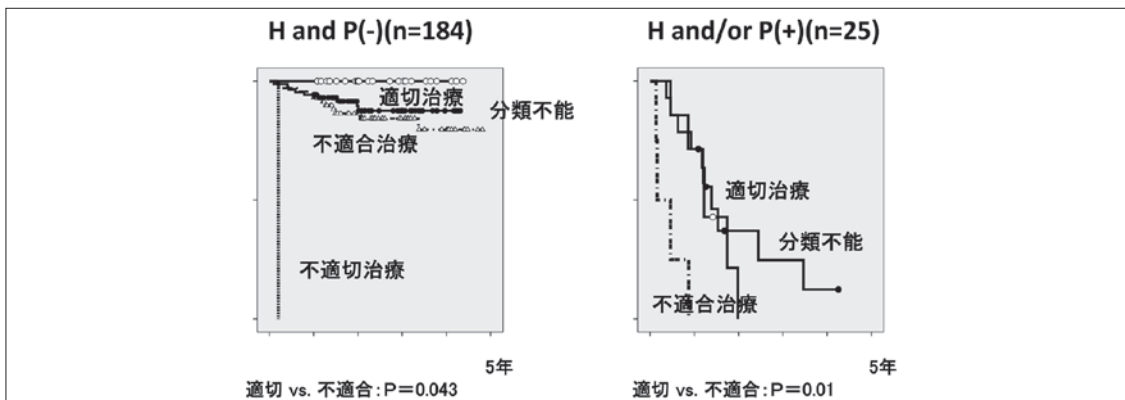 H and P(-)(n=184)
適切治療
分類不能
不適合治療
不適切治療
5年
適切 vs. 不適合:P=0.043
H and/or P(+)(n=25)
適切治療
分類不能
不適合治療
5年
適切 vs. 不適合:P=0.01